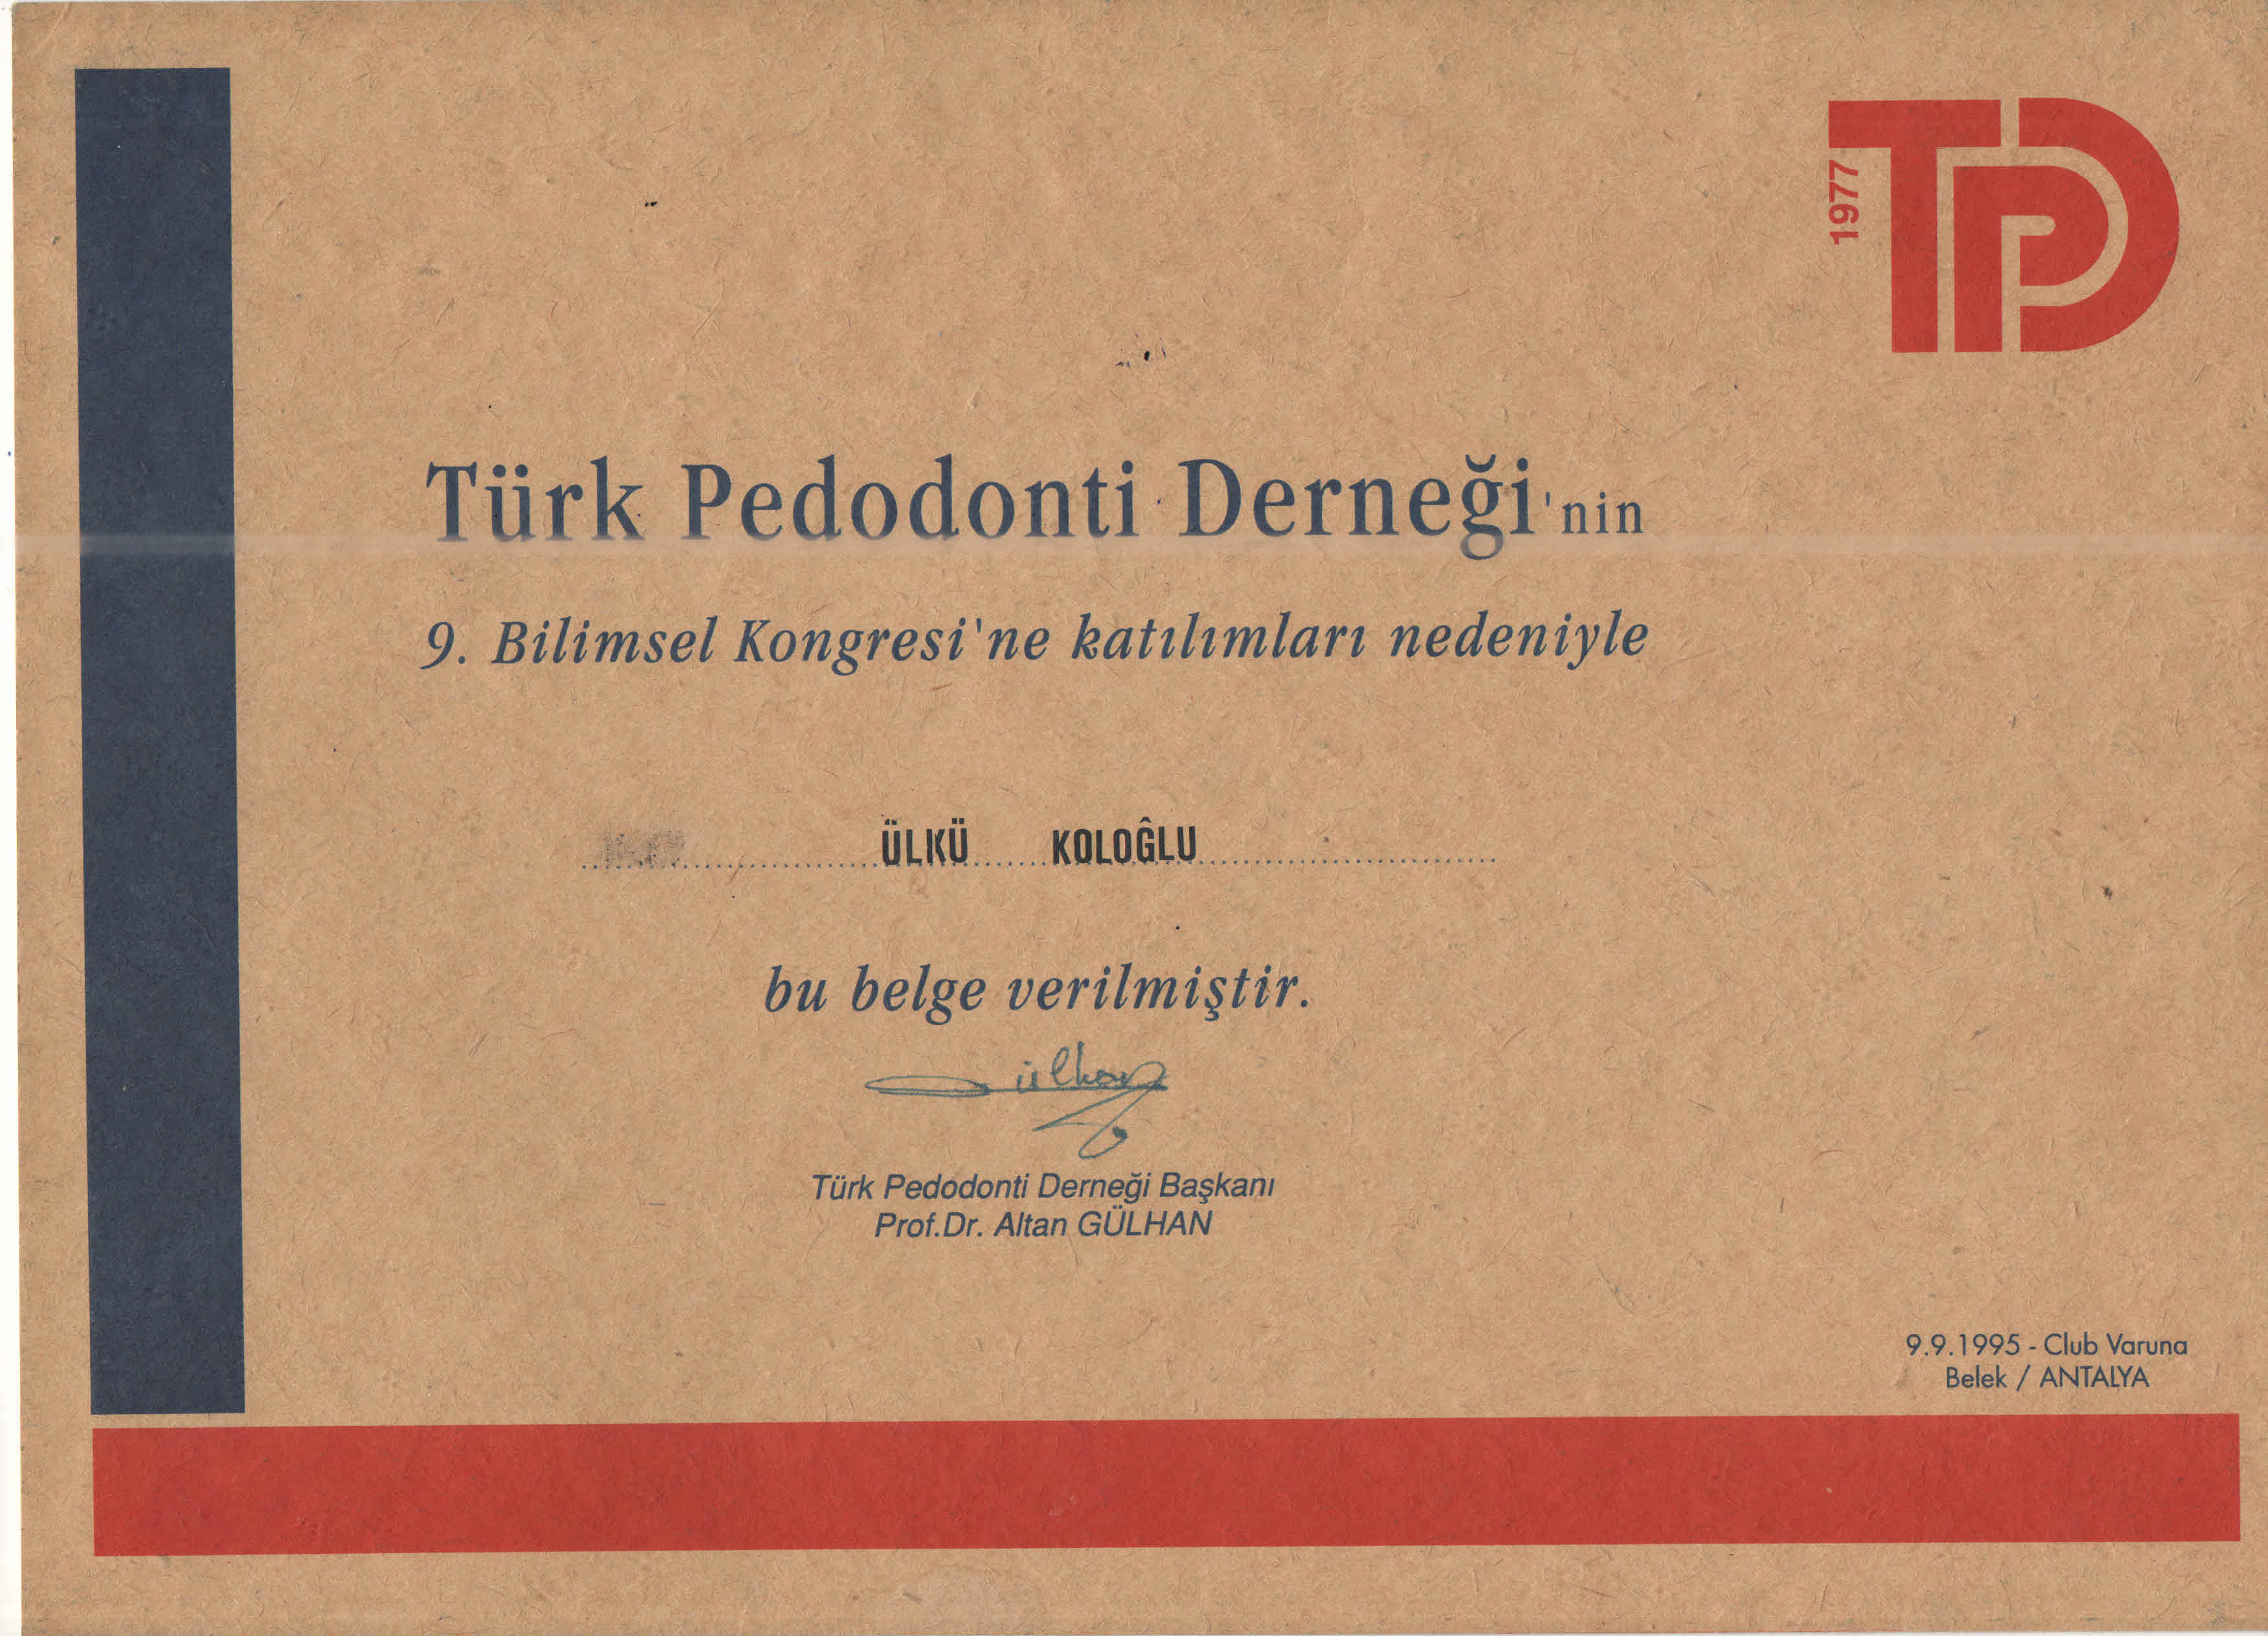 TPD
1977
Türk Pedodonti Derneği'nin
9. Bilimsel Kongresi'ne katılımları nedeniyle
ÜLKÜ KOLOĞLU
bu belge verilmiştir.
Türk Pedodonti Derneği Başkanı
Prof.Dr. Altan GÜLHAN
9.9.1995 - Club Varuna
Belek / ANTALYA